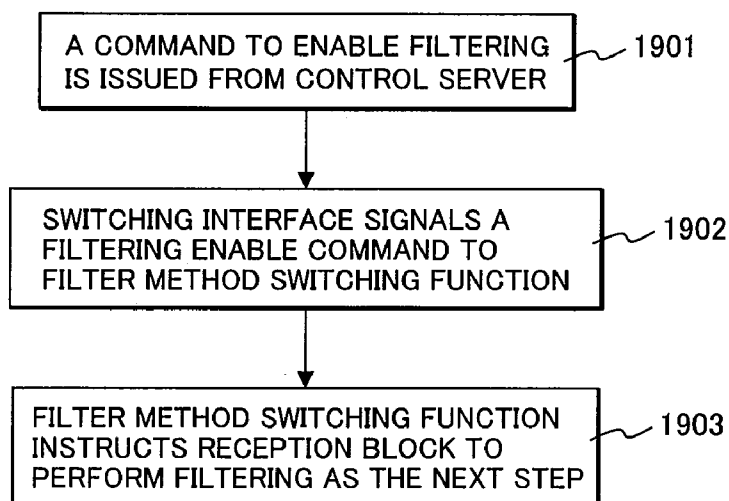 A COMMAND TO ENABLE FILTERING
IS ISSUED FROM CONTROL SERVER
1901
SWITCHING INTERFACE SIGNALS A
FILTERING ENABLE COMMAND TO
FILTER METHOD SWITCHING FUNCTION
1902
FILTER METHOD SWITCHING FUNCTION
INSTRUCTS RECEPTION BLOCK TO
PERFORM FILTERING AS THE NEXT STEP
1903